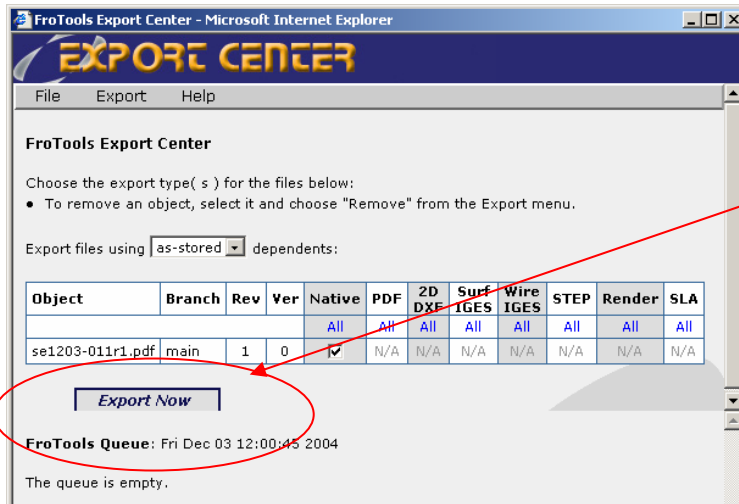 FroTools Export Center - Microsoft Internet Explorer
EXPORT CENTER
File Export Help
FroTools Export Center
Choose the export type( s ) for the files below:
• To remove an object, select it and choose "Remove" from the Export menu.
Export files using as-stored dependents:
Object Branch Rev Ver Native PDF 2D DXF Surf IGES Wire IGES STEP Render SLA
All All All All All All All All
se1203-011r1.pdf main 1 0 N/A N/A N/A N/A N/A N/A N/A
Export Now
FroTools Queue: Fri Dec 03 12:00:45 2004
The queue is empty.